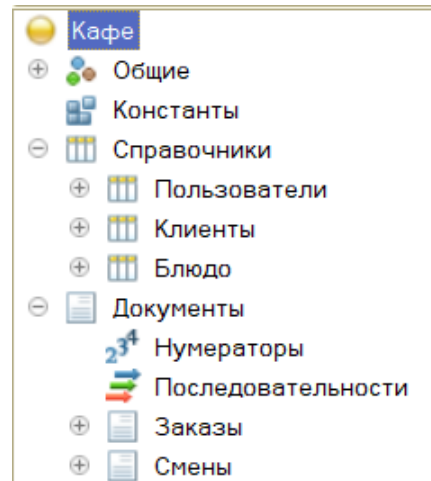 Кафе
Общие
Константы
Справочники
Пользователи
Клиенты
Блюдо
Документы
Нумераторы
Последовательности
Заказы
Смены